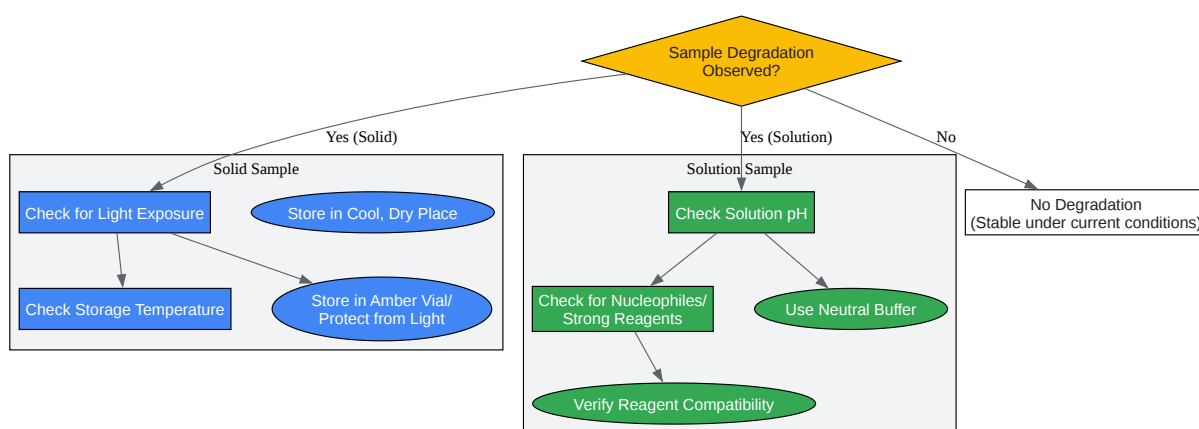 Sample Degradation
Observed?
Yes (Solid)
Yes (Solution)
No
Solid Sample
Solution Sample
Check for Light Exposure
Store in Cool, Dry Place
Check Solution pH
No Degradation
(Stable under current conditions)
Check Storage Temperature
Store in Amber Vial/
Protect from Light
Check for Nucleophiles/
Strong Reagents
Use Neutral Buffer
Verify Reagent Compatibility